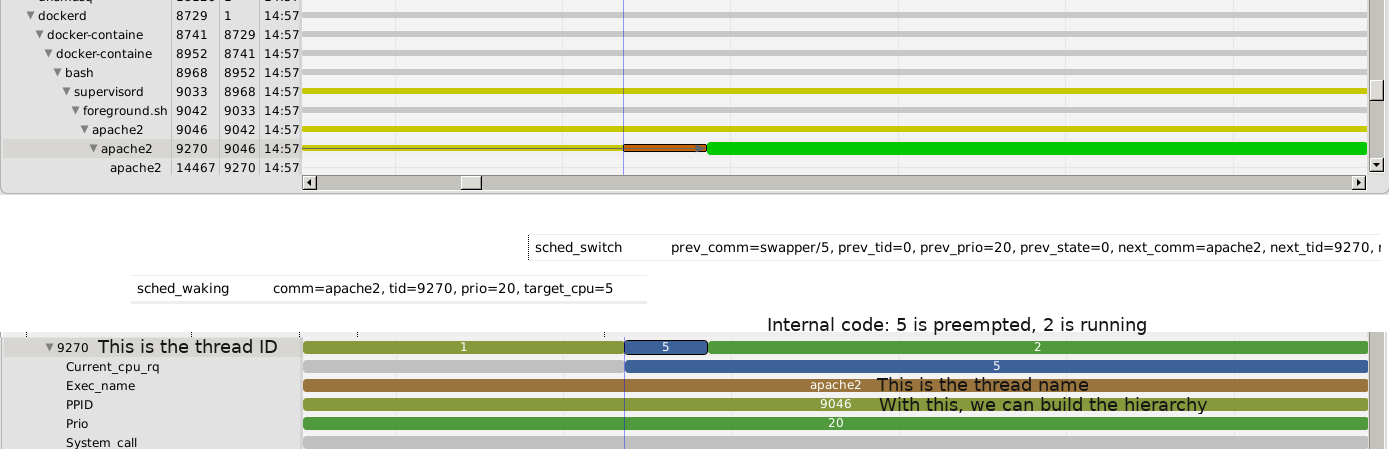 dockerd 8729 1 14:57
docker-containe 8741 8729 14:57
docker-containe 8952 8741 14:57
bash 8968 8952 14:57
supervisord 9033 8968 14:57
foreground.sh 9042 9033 14:57
apache2 9046 9042 14:57
apache2 9270 9046 14:57
apache2 14467 9270 14:57
sched_switch prev_comm=swapper/5, prev_tid=0, prev_prio=20, prev_state=0, next_comm=apache2, next_tid=9270,
sched_waking comm=apache2, tid=9270, prio=20, target_cpu=5
Internal code: 5 is preempted, 2 is running
9270 This is the thread ID 1 5 2
Current_cpu_rq 5
Exec_name apache2 This is the thread name
PPID 9046 With this, we can build the hierarchy
Prio 20
System_call